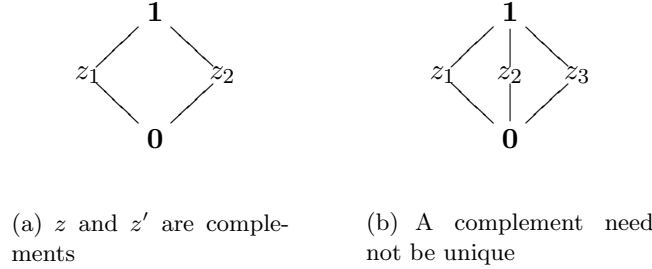 1
z₁ z₂
0
(a) z and z′ are comple-
ments
1
z₁ z₂ z₃
0
(b) A complement need
not be unique